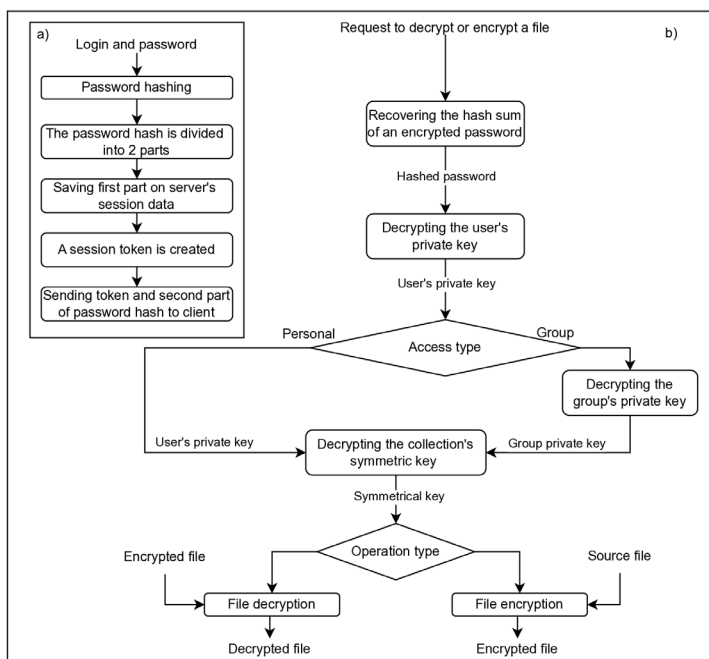 a)
Login and password
Password hashing
The password hash is divided
into 2 parts
Saving first part on server's
session data
A session token is created
Sending token and second part
of password hash to client
b)
Request to decrypt or encrypt a file
Recovering the hash sum
of an encrypted password
Hashed password
Decrypting the user's
private key
User's private key
Personal
Access type
Group
Decrypting the
group's private key
User's private key
Decrypting the collection's
symmetric key
Group private key
Symmetrical key
Encrypted file
Operation type
Source file
File decryption
File encryption
Decrypted file
Encrypted file